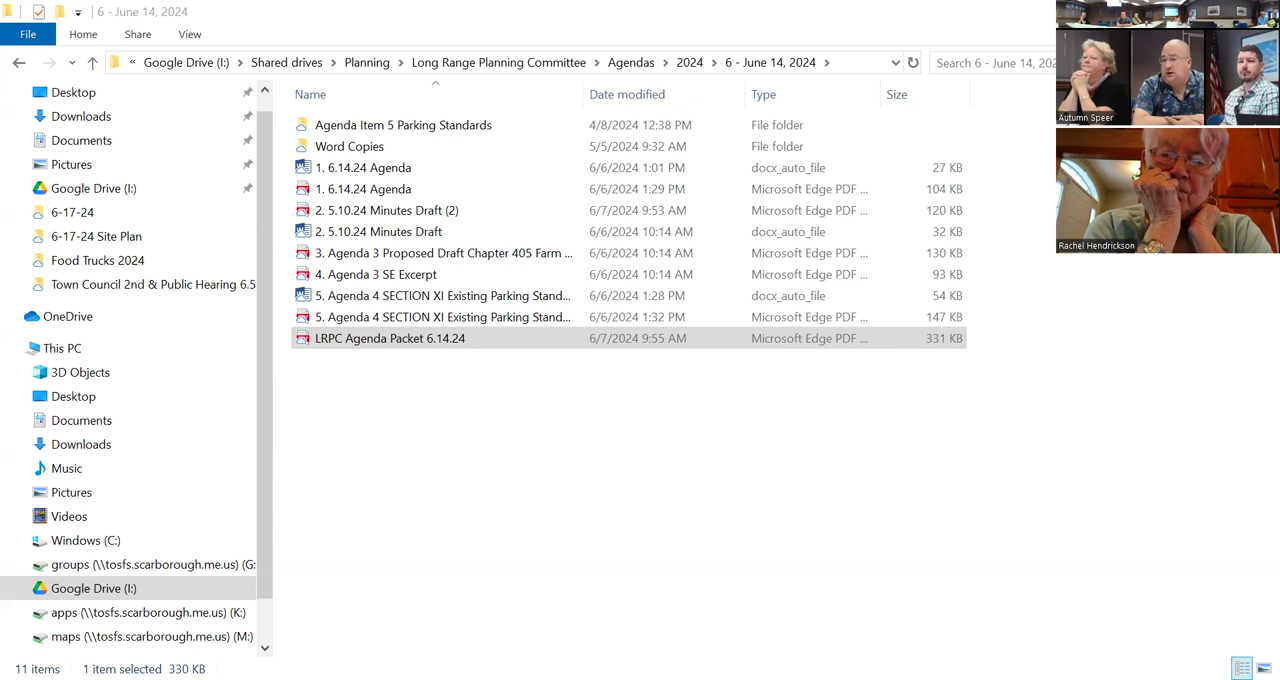 6 - June 14, 2024
File Home Share View
« Google Drive (I:) > Shared drives > Planning > Long Range Planning Committee > Agendas > 2024 > 6 - June 14, 2024 >
Search 6 - June 14, 202
Desktop
Downloads
Documents
Pictures
Google Drive (I:)
6-17-24
6-17-24 Site Plan
Food Trucks 2024
Town Council 2nd & Public Hearing 6.5
OneDrive
This PC
3D Objects
Desktop
Documents
Downloads
Music
Pictures
Videos
Windows (C:)
groups (\\tosfs.scarborough.me.us) (G:
Google Drive (I:)
apps (\\tosfs.scarborough.me.us) (K:)
maps (\\tosfs.scarborough.me.us) (M:)
Name Date modified Type Size
Agenda Item 5 Parking Standards 4/8/2024 12:38 PM File folder
Word Copies 5/5/2024 9:32 AM File folder
1. 6.14.24 Agenda 6/6/2024 1:01 PM docx_auto_file 27 KB
1. 6.14.24 Agenda 6/6/2024 1:29 PM Microsoft Edge PDF ... 104 KB
2. 5.10.24 Minutes Draft (2) 6/7/2024 9:53 AM Microsoft Edge PDF ... 120 KB
2. 5.10.24 Minutes Draft 6/6/2024 10:14 AM docx_auto_file 32 KB
3. Agenda 3 Proposed Draft Chapter 405 Farm ... 6/6/2024 10:14 AM Microsoft Edge PDF ... 130 KB
4. Agenda 3 SE Excerpt 6/6/2024 10:14 AM Microsoft Edge PDF ... 93 KB
5. Agenda 4 SECTION XI Existing Parking Stand... 6/6/2024 1:28 PM docx_auto_file 54 KB
5. Agenda 4 SECTION XI Existing Parking Stand... 6/6/2024 1:32 PM Microsoft Edge PDF ... 147 KB
LRPC Agenda Packet 6.14.24 6/7/2024 9:55 AM Microsoft Edge PDF ... 331 KB
Autumn Speer
Rachel Hendrickson
11 items 1 item selected 330 KB